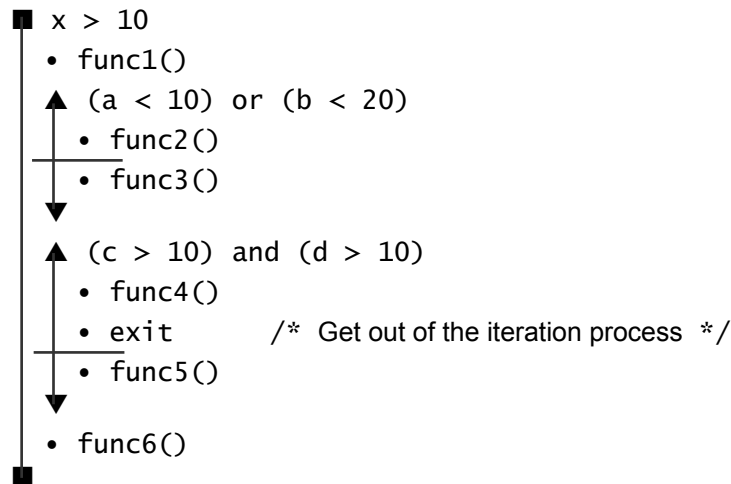 x > 10
• func1()
(a < 10) or (b < 20)
• func2()
• func3()
(c > 10) and (d > 10)
• func4()
• exit /* Get out of the iteration process */
• func5()
• func6()